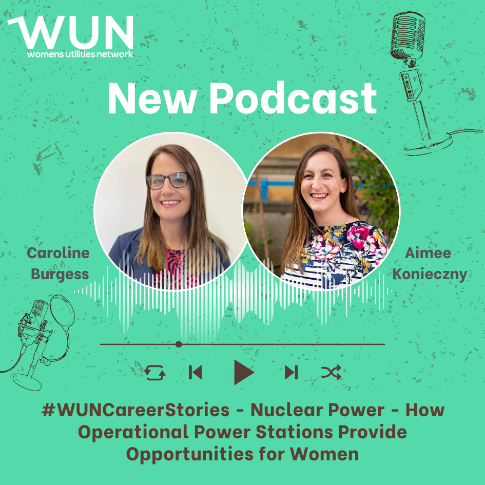 WUN
womens utilities network
New Podcast
Caroline
Burgess
Aimee
Konieczny
#WUNCareerStories - Nuclear Power - How
Operational Power Stations Provide
Opportunities for Women